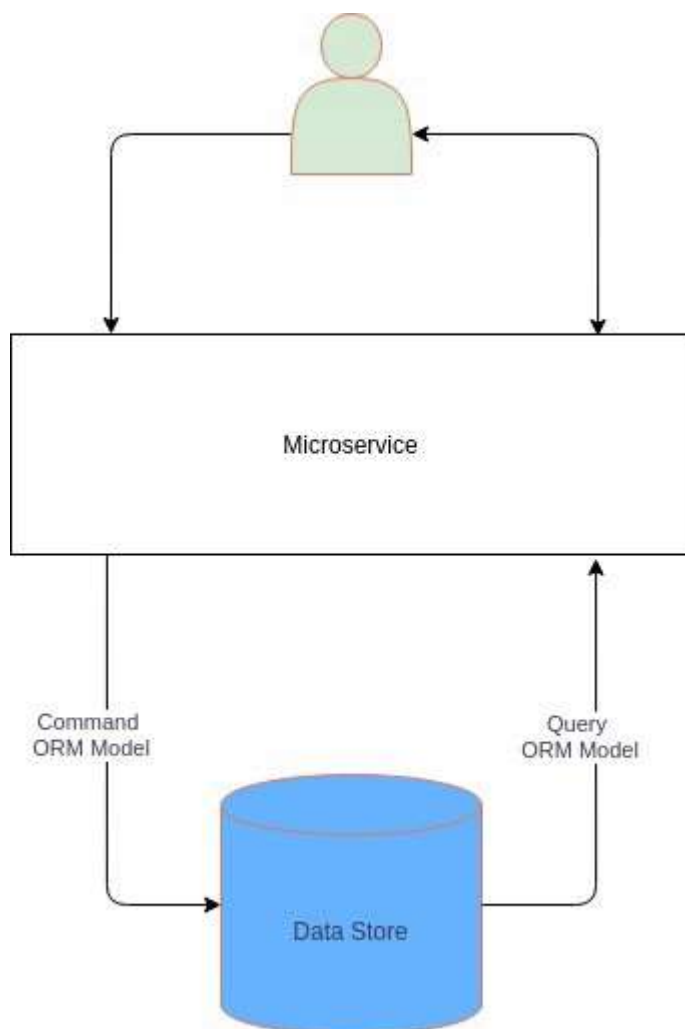 Microservice
Command
ORM Model
Query
ORM Model
Data Store